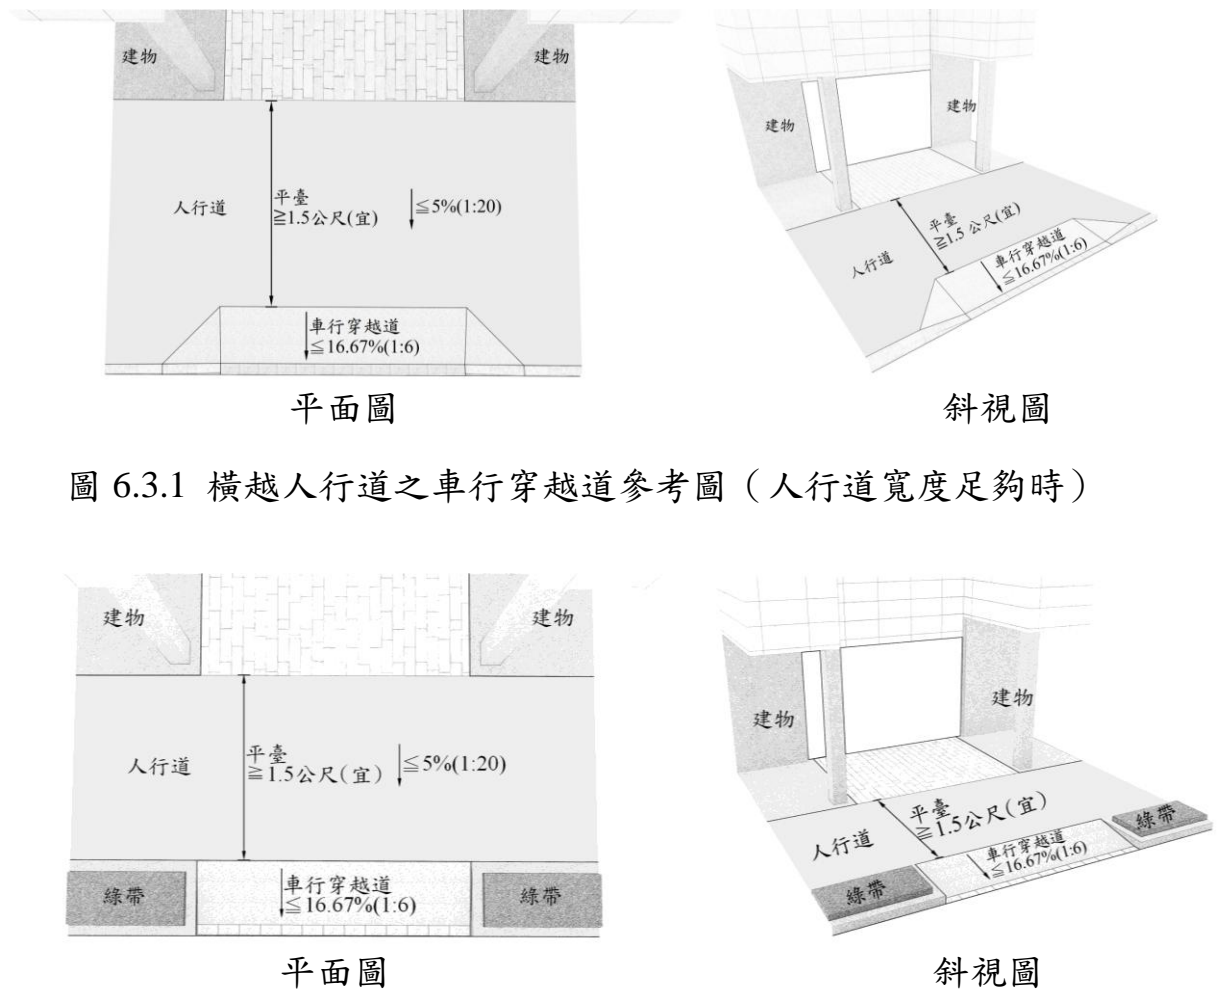 建物
建物
人行道
平臺
≧1.5公尺(宜)
≦5%(1:20)
車行穿越道
≦16.67%(1:6)
平面圖
建物
建物
平臺
≧1.5 公尺(宜)
人行道
車行穿越道
≦16.67%(1:6)
斜視圖
圖 6.3.1 橫越人行道之車行穿越道參考圖（人行道寬度足夠時）
建物
建物
人行道
平臺
≧1.5公尺(宜)
≦5%(1:20)
綠帶
車行穿越道
≦16.67%(1:6)
綠帶
平面圖
建物
建物
平臺
≧1.5公尺(宜)
人行道
綠帶
車行穿越道
≦16.67%(1:6)
綠帶
斜視圖